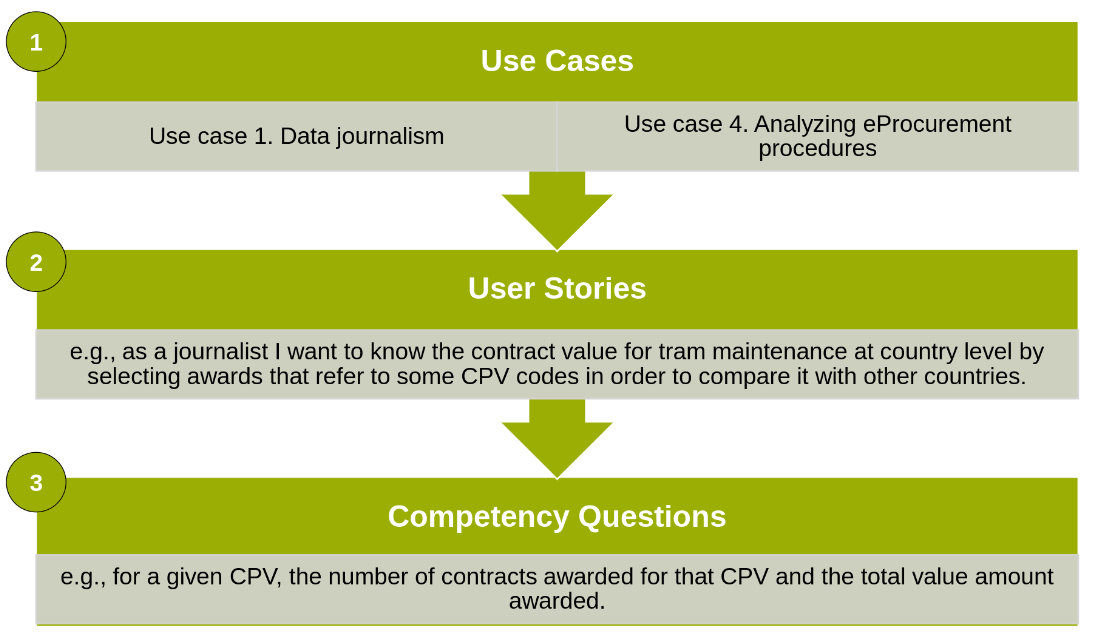 1
Use Cases
Use case 1. Data journalism
Use case 4. Analyzing eProcurement
procedures
2
User Stories
e.g., as a journalist I want to know the contract value for tram maintenance at country level by
selecting awards that refer to some CPV codes in order to compare it with other countries.
3
Competency Questions
e.g., for a given CPV, the number of contracts awarded for that CPV and the total value amount
awarded.